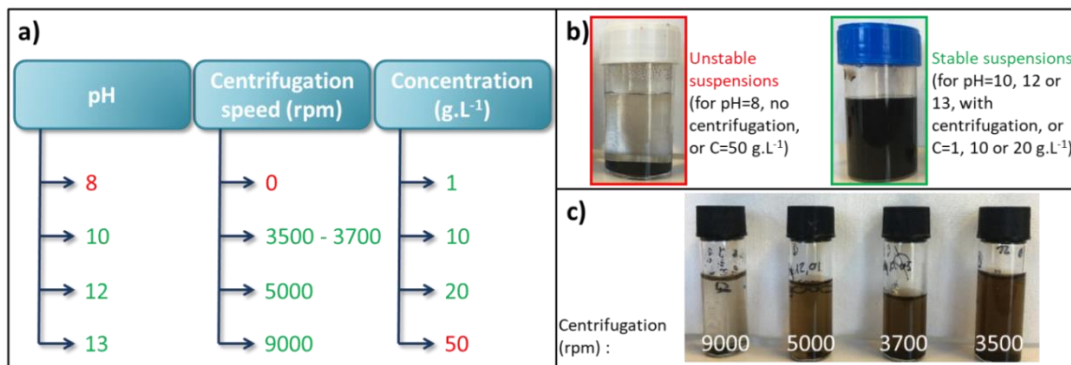 a)
pH
8
10
12
13
Centrifugation
speed (rpm)
0
3500 - 3700
5000
9000
Concentration
(g.L⁻¹)
1
10
20
50
b)
Unstable
suspensions
(for pH=8, no
centrifugation,
or C=50 g.L⁻¹)
Stable suspensions
(for pH=10, 12 or
13, with
centrifugation, or
C=1, 10 or 20 g.L⁻¹)
c)
Centrifugation
(rpm) :
9000
5000
3700
3500